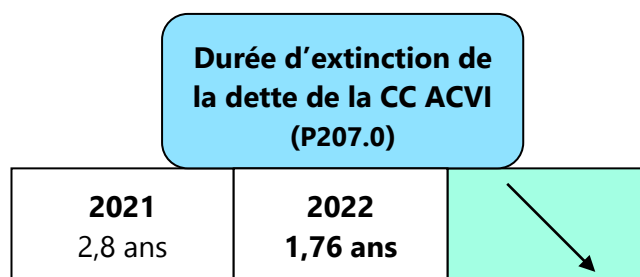 Durée d’extinction de
la dette de la CC ACVI
(P207.0)
2021
2022
2,8 ans
1,76 ans